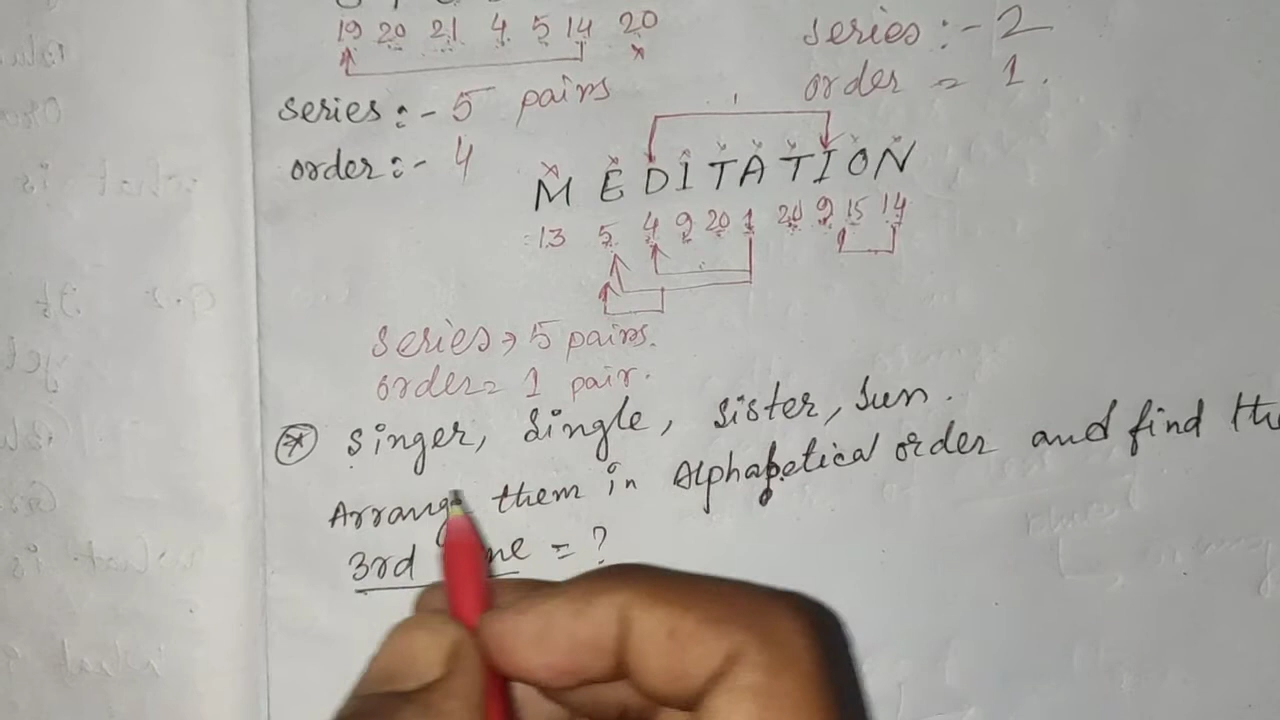 19 20 21 4 5 14 20
series :- 2
order = 1.
series :- 5 pairs
order :- 4
MEDITATION
13 5 4 9 20 1 20 9 15 14
series → 5 pairs.
order = 1 pair.
* singer, single, sister, sun.
Arrange them in Alphabetical order and find the
3rd = ?